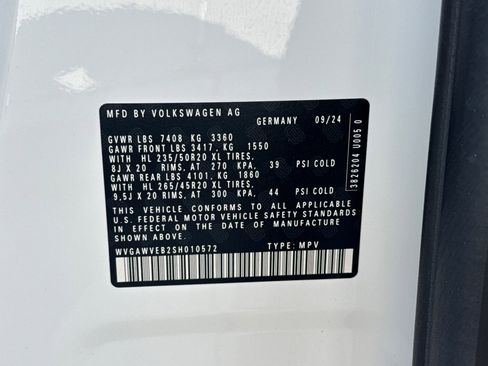 MFD BY VOLKSWAGEN AG
GERMANY 09/24
GVWR LBS 7408 KG 3360
GAWR FRONT LBS 3417, KG 1550
WITH HL 235/50R20 XL TIRES,
8J X 20 RIMS, AT 270 KPA, 39 PSI COLD
GAWR REAR LBS 4101, KG 1860
WITH HL 265/45R20 XL TIRES,
9,5J X 20 RIMS, AT 300 KPA, 44 PSI COLD
THIS VEHICLE CONFORMS TO ALL APPLICABLE
U.S. FEDERAL MOTOR VEHICLE SAFETY STANDARDS
IN EFFECT ON THE DATE OF MANUFACTURE
SHOWN ABOVE.
WVGAWVEB2SH010572 TYPE: MPV
3826204 U005 0